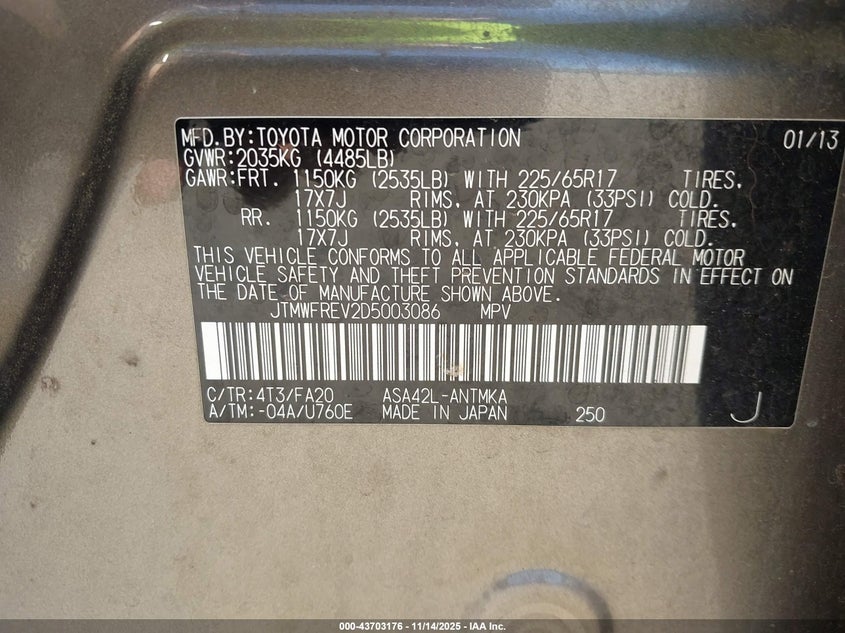 MFD.BY:TOYOTA MOTOR CORPORATION 01/13
GVWR:2035KG (4485LB)
GAWR:FRT. 1150KG (2535LB) WITH 225/65R17 TIRES,
17X7J RIMS, AT 230KPA (33PSI) COLD.
RR. 1150KG (2535LB) WITH 225/65R17 TIRES,
17X7J RIMS, AT 230KPA (33PSI) COLD.
THIS VEHICLE CONFORMS TO ALL APPLICABLE FEDERAL MOTOR
VEHICLE SAFETY AND THEFT PREVENTION STANDARDS IN EFFECT ON
THE DATE OF MANUFACTURE SHOWN ABOVE.
JTMWFREV2D5003086 MPV
C/TR:4T3/FA20 ASA42L-ANTMKA
A/TM:-04A/U760E MADE IN JAPAN 250 J
000-43703176 - 11/14/2025 - IAA Inc.